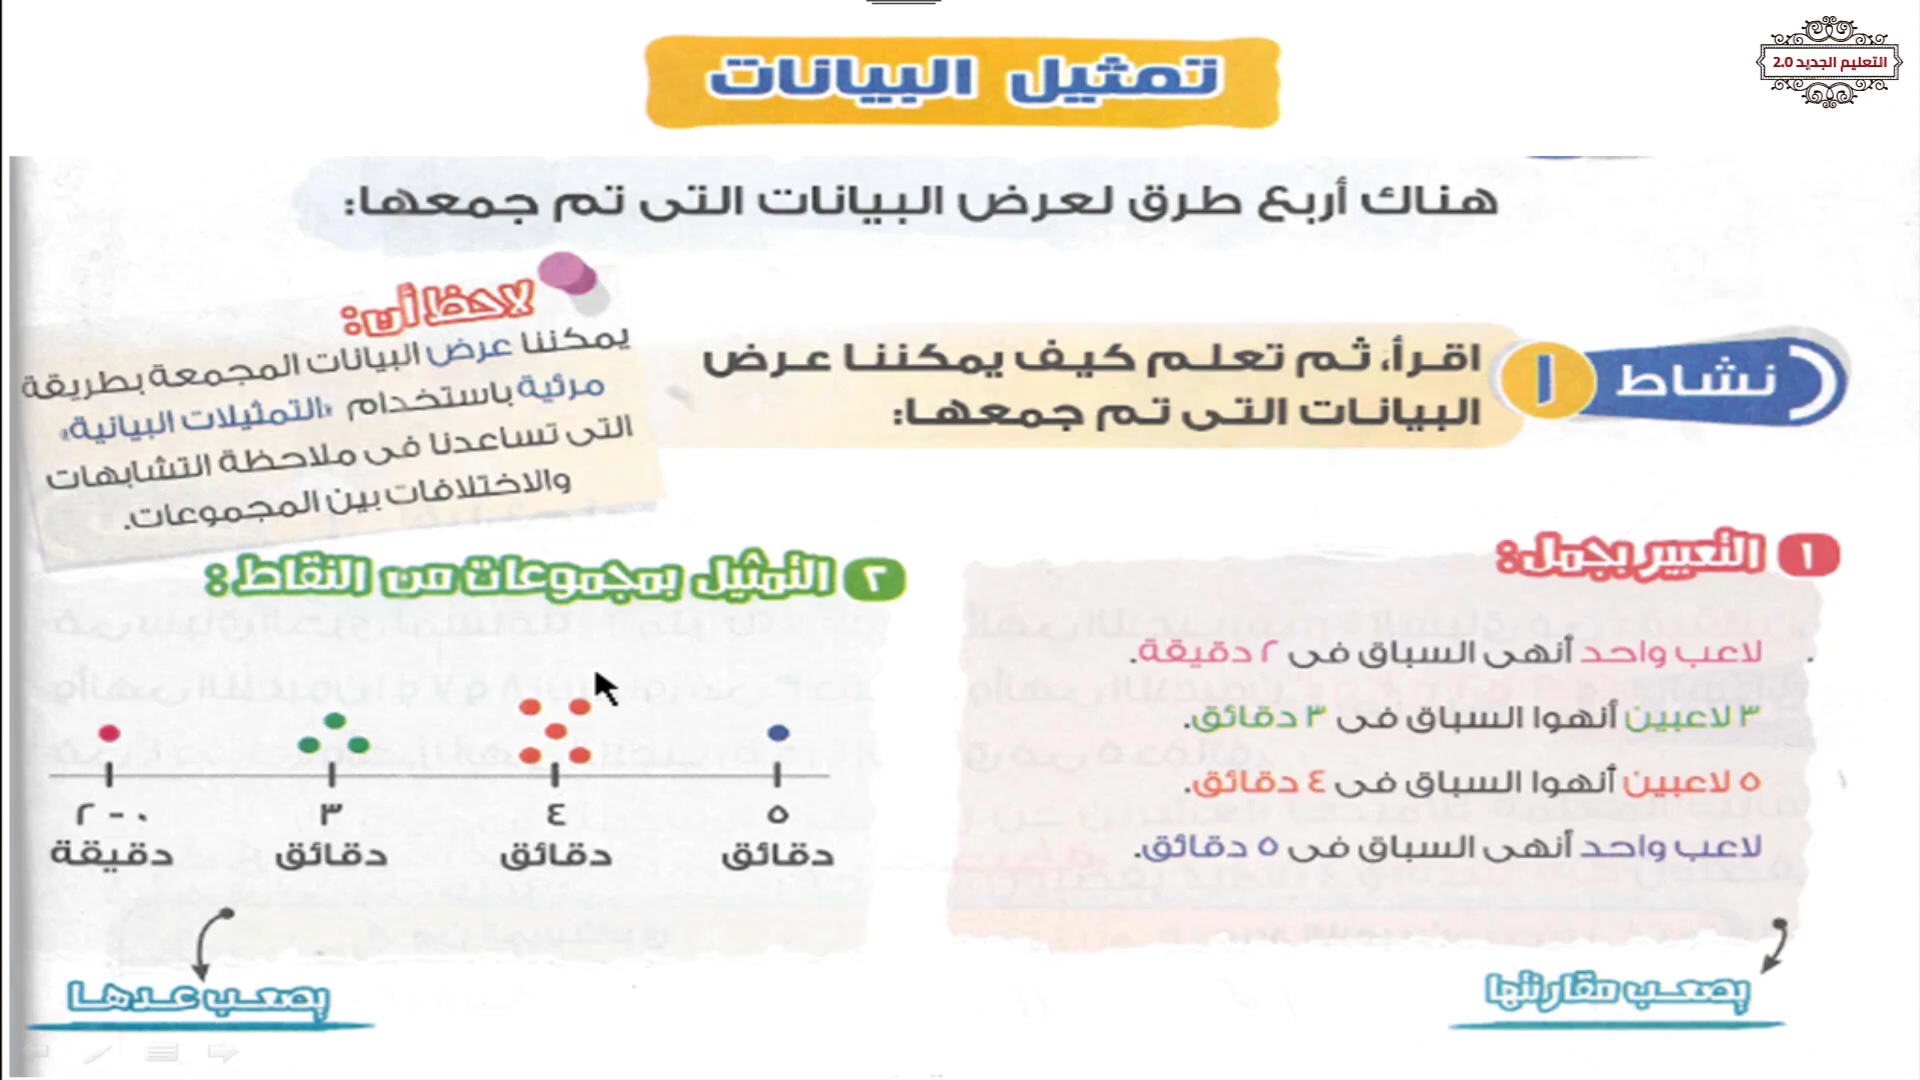 تمثيل البيانات
التعليم الجديد 2.0
هناك أربع طرق لعرض البيانات التى تم جمعها:
نشاط ١
اقرأ، ثم تعلم كيف يمكننا عرض
البيانات التى تم جمعها:
لاحظ أن:
يمكننا عرض البيانات المجمعة بطريقة
مرئية باستخدام «التمثيلات البيانية»
التى تساعدنا فى ملاحظة التشابهات
والاختلافات بين المجموعات.
١ التعبير بجمل:
لاعب واحد أنهى السباق فى ٢ دقيقة.
٣ لاعبين أنهوا السباق فى ٣ دقائق.
٥ لاعبين أنهوا السباق فى ٤ دقائق.
لاعب واحد أنهى السباق فى ٥ دقائق.
يصعب مقارنتها
٢ التمثيل بمجموعات من النقاط:
٠ - ٢ ٣ ٤ ٥
دقيقة دقائق دقائق دقائق
يصعب عدها